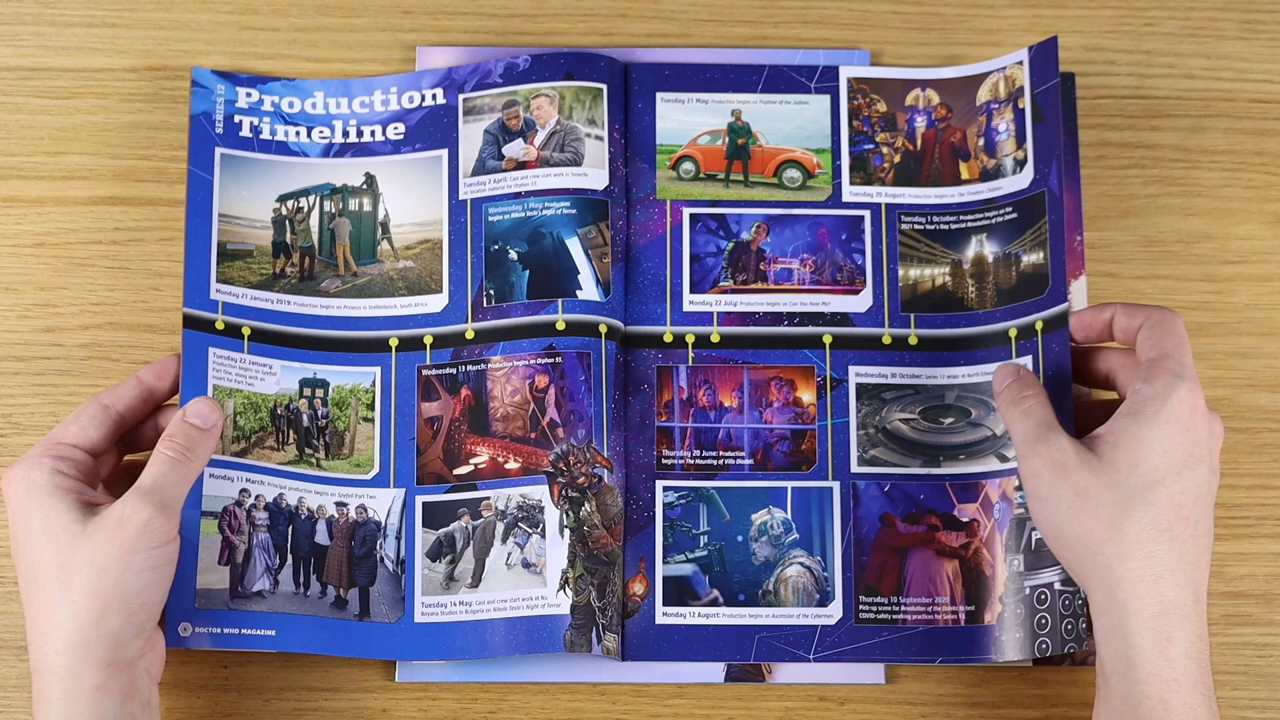 SERIES 12
Production
Timeline
Monday 21 January 2019: Production begins on Praxeus in Stellenbosch, South Africa.
Tuesday 2 April: Cast and crew start work in Tenerife
on location material for Orphan 55.
Wednesday 1 May: Production
begins on Nikola Tesla's Night of Terror.
Tuesday 22 January:
Production begins on Spyfall
Part One, along with an
insert for Part Two.
Monday 11 March: Principal production begins on Spyfall Part Two.
Wednesday 13 March: Production begins on Orphan 55.
Tuesday 14 May: Cast and crew start work at Nu
Boyana Studios in Bulgaria on Nikola Tesla's Night of Terror.
DOCTOR WHO MAGAZINE
Tuesday 21 May: Production begins on Fugitive of the Judoon.
Tuesday 20 August: Production begins on The Timeless Children.
Monday 22 July: Production begins on Can You Hear Me?
Tuesday 1 October: Production begins on the
2021 New Year's Day Special Revolution of the Daleks.
Thursday 20 June: Production
begins on The Haunting of Villa Diodati.
Wednesday 30 October: Series 12 wraps at North
Monday 12 August: Production begins on Ascension of the Cybermen.
Thursday 10 September 2020
Pick-up scene for Revolution of the Daleks to test
COVID-safety working practices for Series 13.